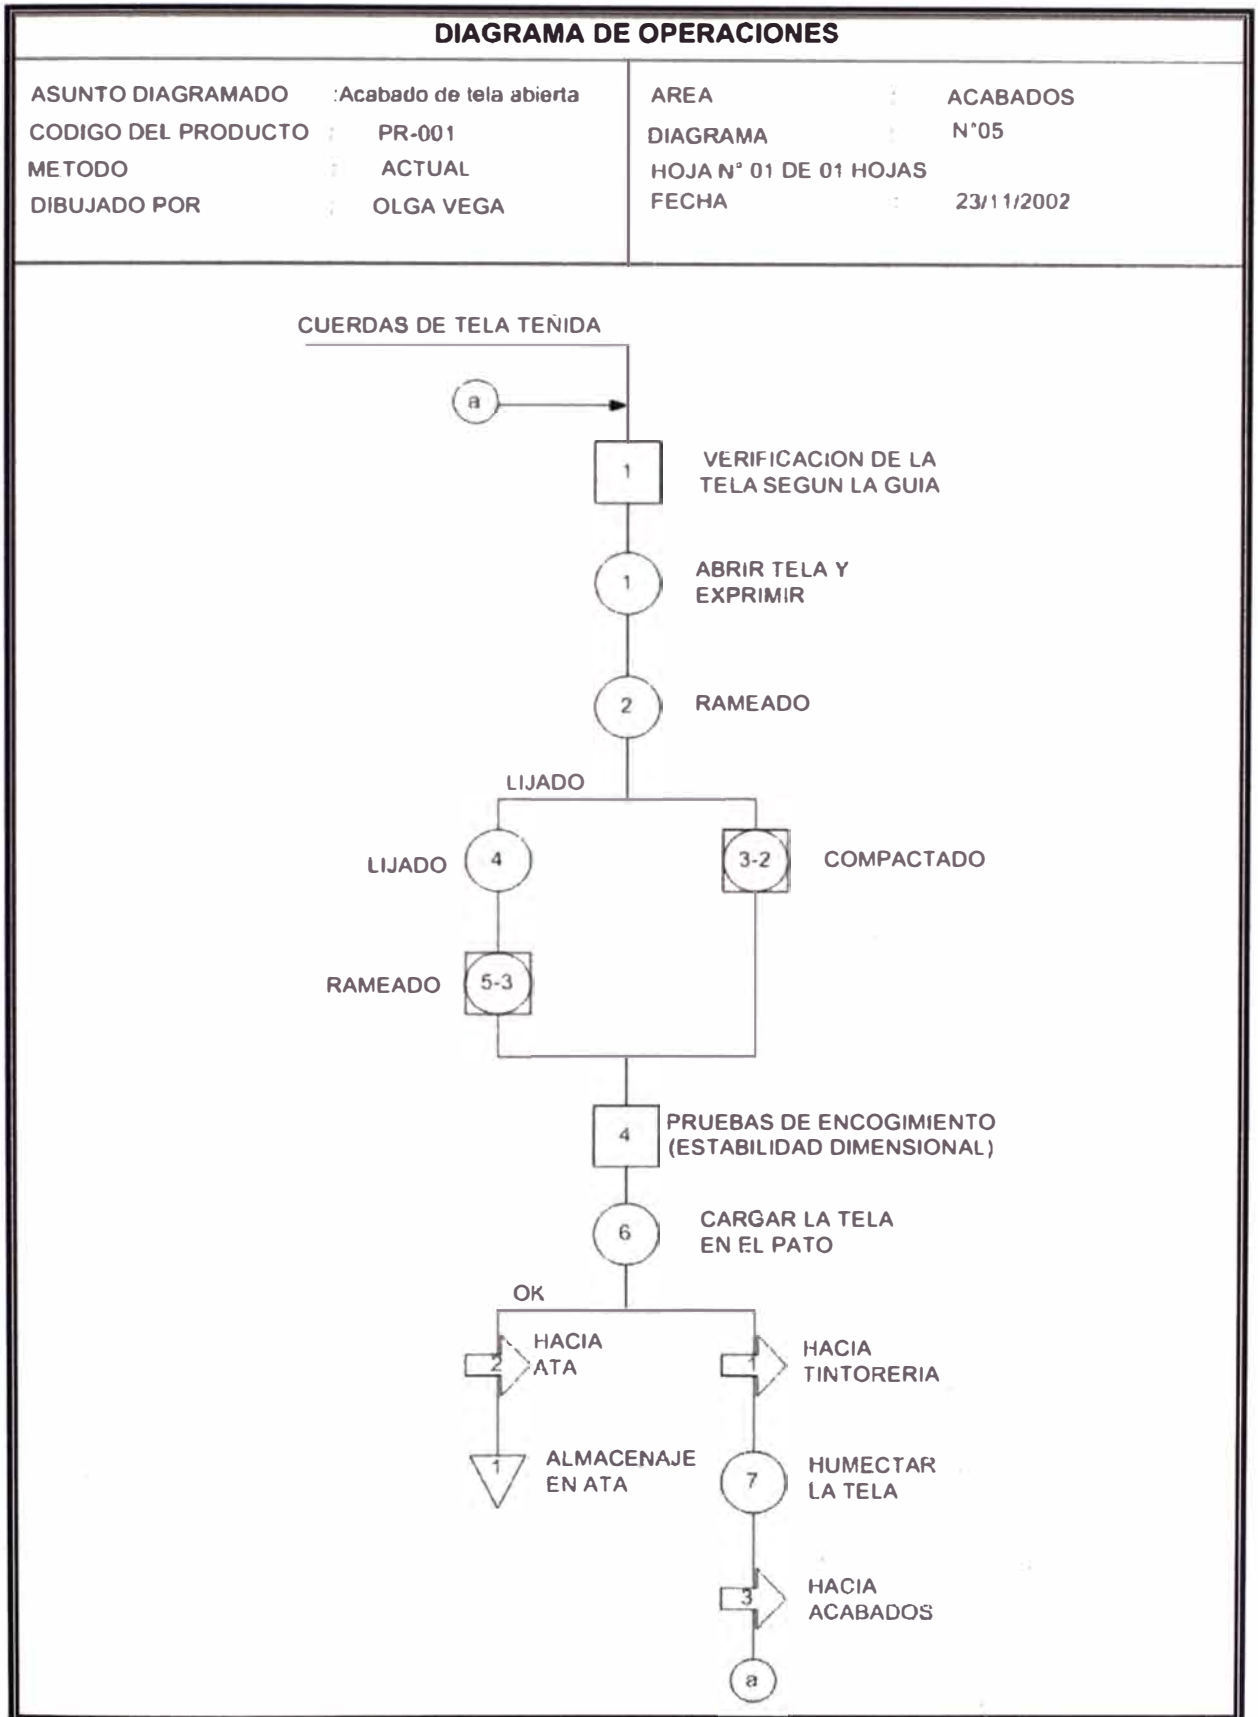 DIAGRAMA DE OPERACIONES
ASUNTO DIAGRAMADO :Acabado de tela abierta
CODIGO DEL PRODUCTO : PR-001
METODO : ACTUAL
DIBUJADO POR : OLGA VEGA
AREA : ACABADOS
DIAGRAMA : N°05
HOJA N° 01 DE 01 HOJAS
FECHA : 23/11/2002
CUERDAS DE TELA TEÑIDA
a
1 VERIFICACION DE LA
TELA SEGUN LA GUIA
1 ABRIR TELA Y
EXPRIMIR
2 RAMEADO
LIJADO
LIJADO 4
3-2 COMPACTADO
RAMEADO 5-3
4 PRUEBAS DE ENCOGIMIENTO
(ESTABILIDAD DIMENSIONAL)
6 CARGAR LA TELA
EN EL PATO
OK
2 HACIA
ATA
1 HACIA
TINTORERIA
1 ALMACENAJE
EN ATA
7 HUMECTAR
LA TELA
3 HACIA
ACABADOS
a